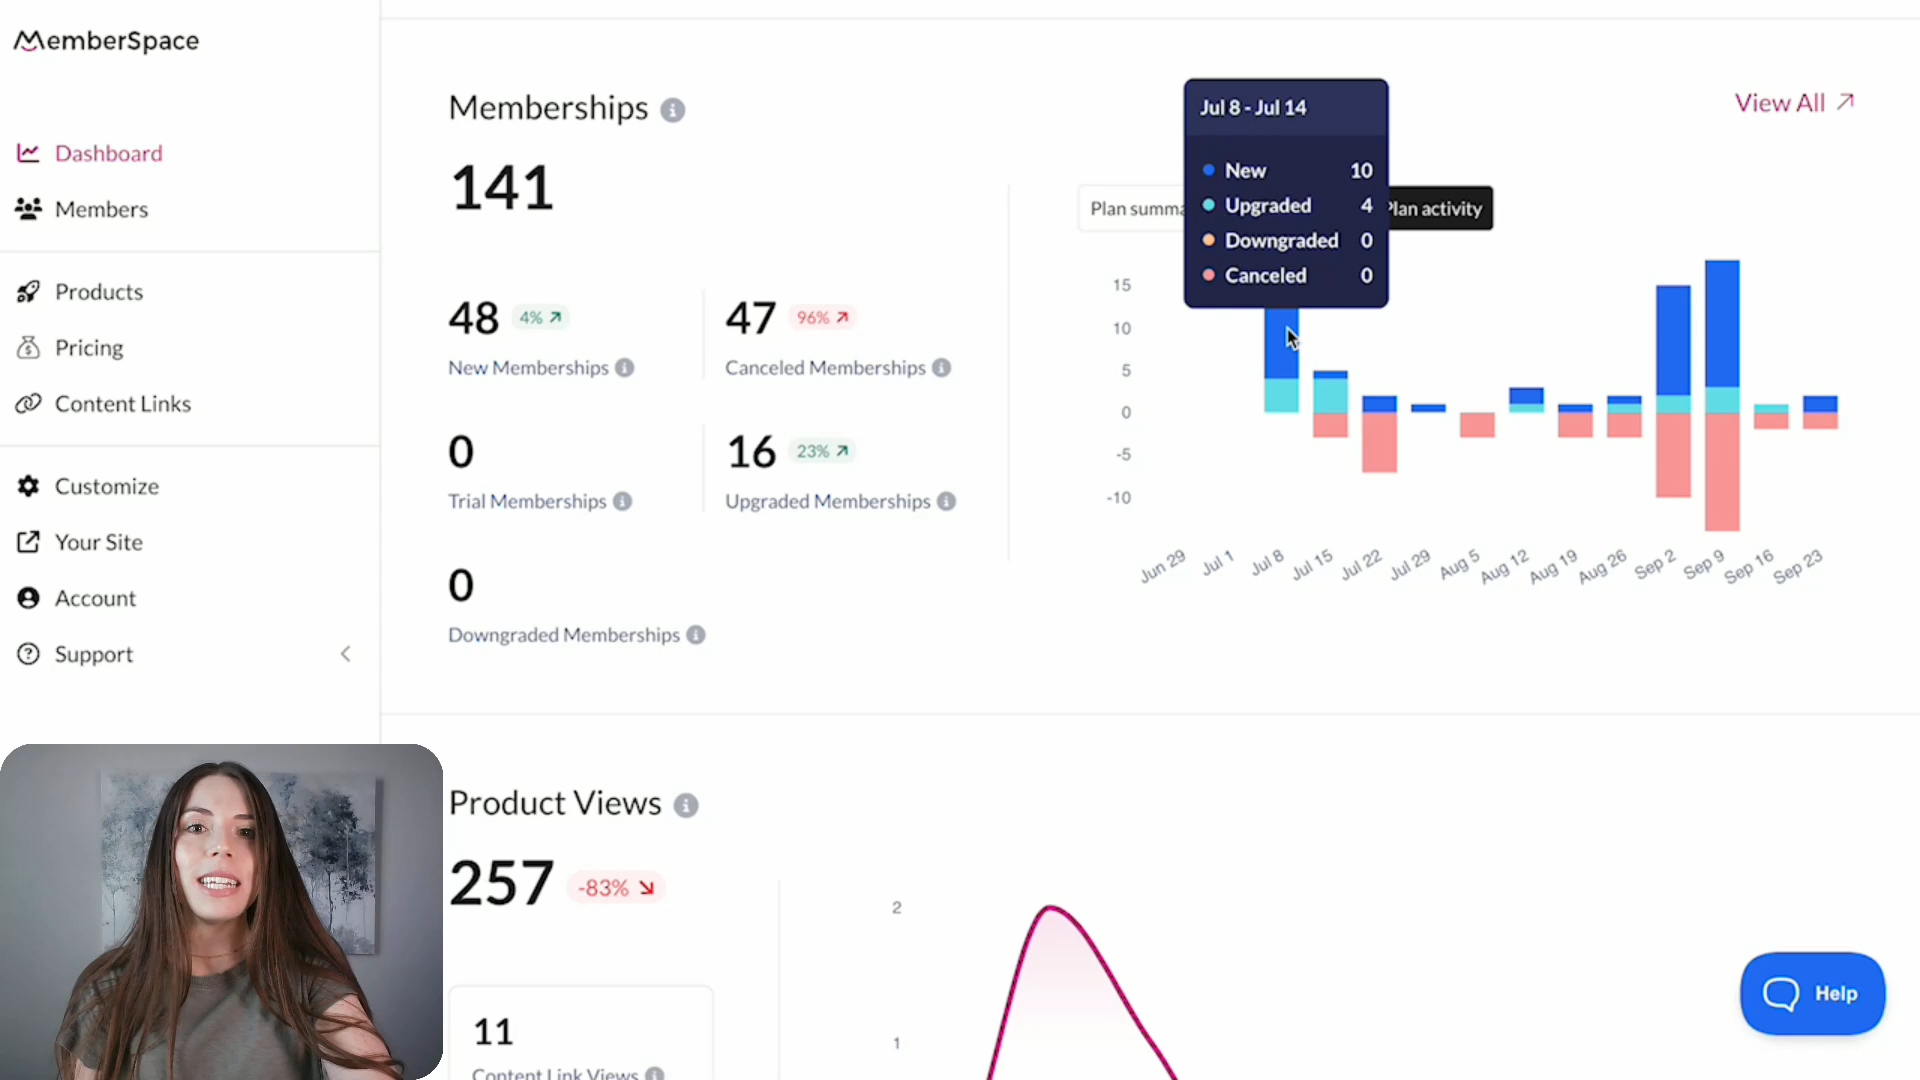 MemberSpace
Dashboard
Members
Products
Pricing
Content Links
Customize
Your Site
Account
Support
Memberships
141
48 4%
New Memberships
47 96%
Canceled Memberships
0
Trial Memberships
16 23%
Upgraded Memberships
0
Downgraded Memberships
View All
Plan summa
Plan activity
Jul 8 - Jul 14
New 10
Upgraded 4
Downgraded 0
Canceled 0
15
10
5
0
-5
-10
Jun 29 Jul 1 Jul 8 Jul 15 Jul 22 Jul 29 Aug 5 Aug 12 Aug 19 Aug 26 Sep 2 Sep 9 Sep 16 Sep 23
Product Views
257 -83%
11
Content Link Views
2
1
Help